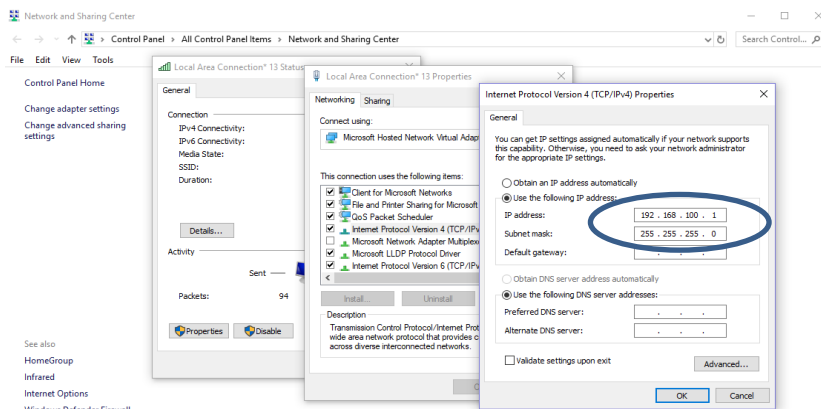 Network and Sharing Center
Control Panel > All Control Panel Items > Network and Sharing Center
Search Control...
File Edit View Tools
Control Panel Home
Change adapter settings
Change advanced sharing
settings
See also
HomeGroup
Infrared
Internet Options
Windows Defender Firewall
Local Area Connection* 13 Status
General
Connection
IPv4 Connectivity:
IPv6 Connectivity:
Media State:
SSID:
Duration:
Details...
Activity
Sent
Packets: 94
Properties
Disable
Local Area Connection* 13 Properties
Networking Sharing
Connect using:
Microsoft Hosted Network Virtual Adap
This connection uses the following items:
Client for Microsoft Networks
File and Printer Sharing for Microsoft
QoS Packet Scheduler
Internet Protocol Version 4 (TCP/IPv
Microsoft Network Adapter Multiplex
Microsoft LLDP Protocol Driver
Internet Protocol Version 6 (TCP/IPv
Install... Uninstall
Description
Transmission Control Protocol/Internet Prot
wide area network protocol that provides c
across diverse interconnected networks.
Internet Protocol Version 4 (TCP/IPv4) Properties
General
You can get IP settings assigned automatically if your network supports
this capability. Otherwise, you need to ask your network administrator
for the appropriate IP settings.
Obtain an IP address automatically
Use the following IP address:
IP address: 192 . 168 . 100 . 1
Subnet mask: 255 . 255 . 255 . 0
Default gateway: . . .
Obtain DNS server address automatically
Use the following DNS server addresses:
Preferred DNS server: . . .
Alternate DNS server: . . .
Validate settings upon exit
Advanced...
OK Cancel